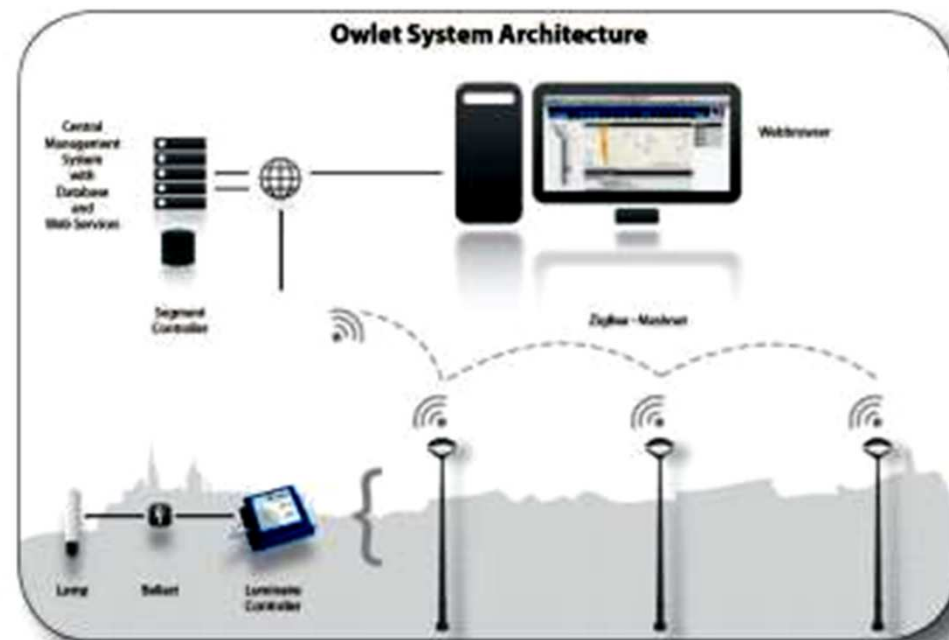 Owlet System Architecture
Central
Management
System
with
Database
and
Web Services
Webbrowser
Segment
Controller
ZigBee - Meshnet
Lamp
Ballast
Luminaire
Controller